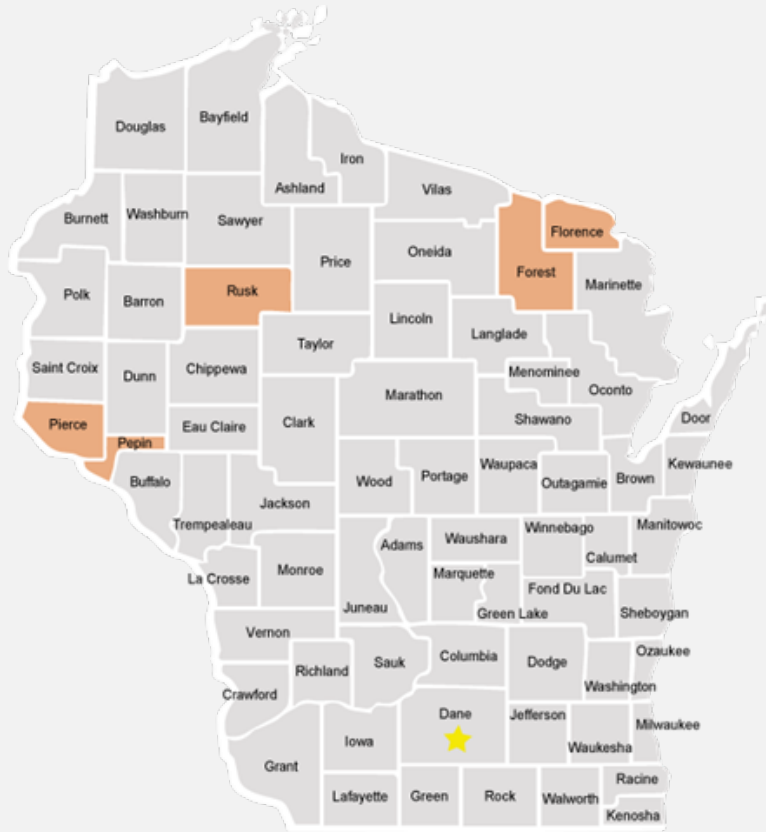 Douglas
Bayfield
Iron
Ashland
Vilas
Burnett
Washburn
Sawyer
Florence
Price
Oneida
Forest
Marinette
Polk
Barron
Rusk
Lincoln
Langlade
Taylor
Saint Croix
Dunn
Chippewa
Menominee
Oconto
Marathon
Pierce
Pepin
Eau Claire
Clark
Shawano
Door
Buffalo
Wood
Portage
Waupaca
Outagamie
Brown
Kewaunee
Jackson
Trempealeau
Adams
Waushara
Winnebago
Manitowoc
Calumet
La Crosse
Monroe
Juneau
Marquette
Green Lake
Fond Du Lac
Sheboygan
Vernon
Richland
Sauk
Columbia
Dodge
Ozaukee
Washington
Crawford
Dane
Jefferson
Milwaukee
Waukesha
Grant
Iowa
Lafayette
Green
Rock
Walworth
Racine
Kenosha